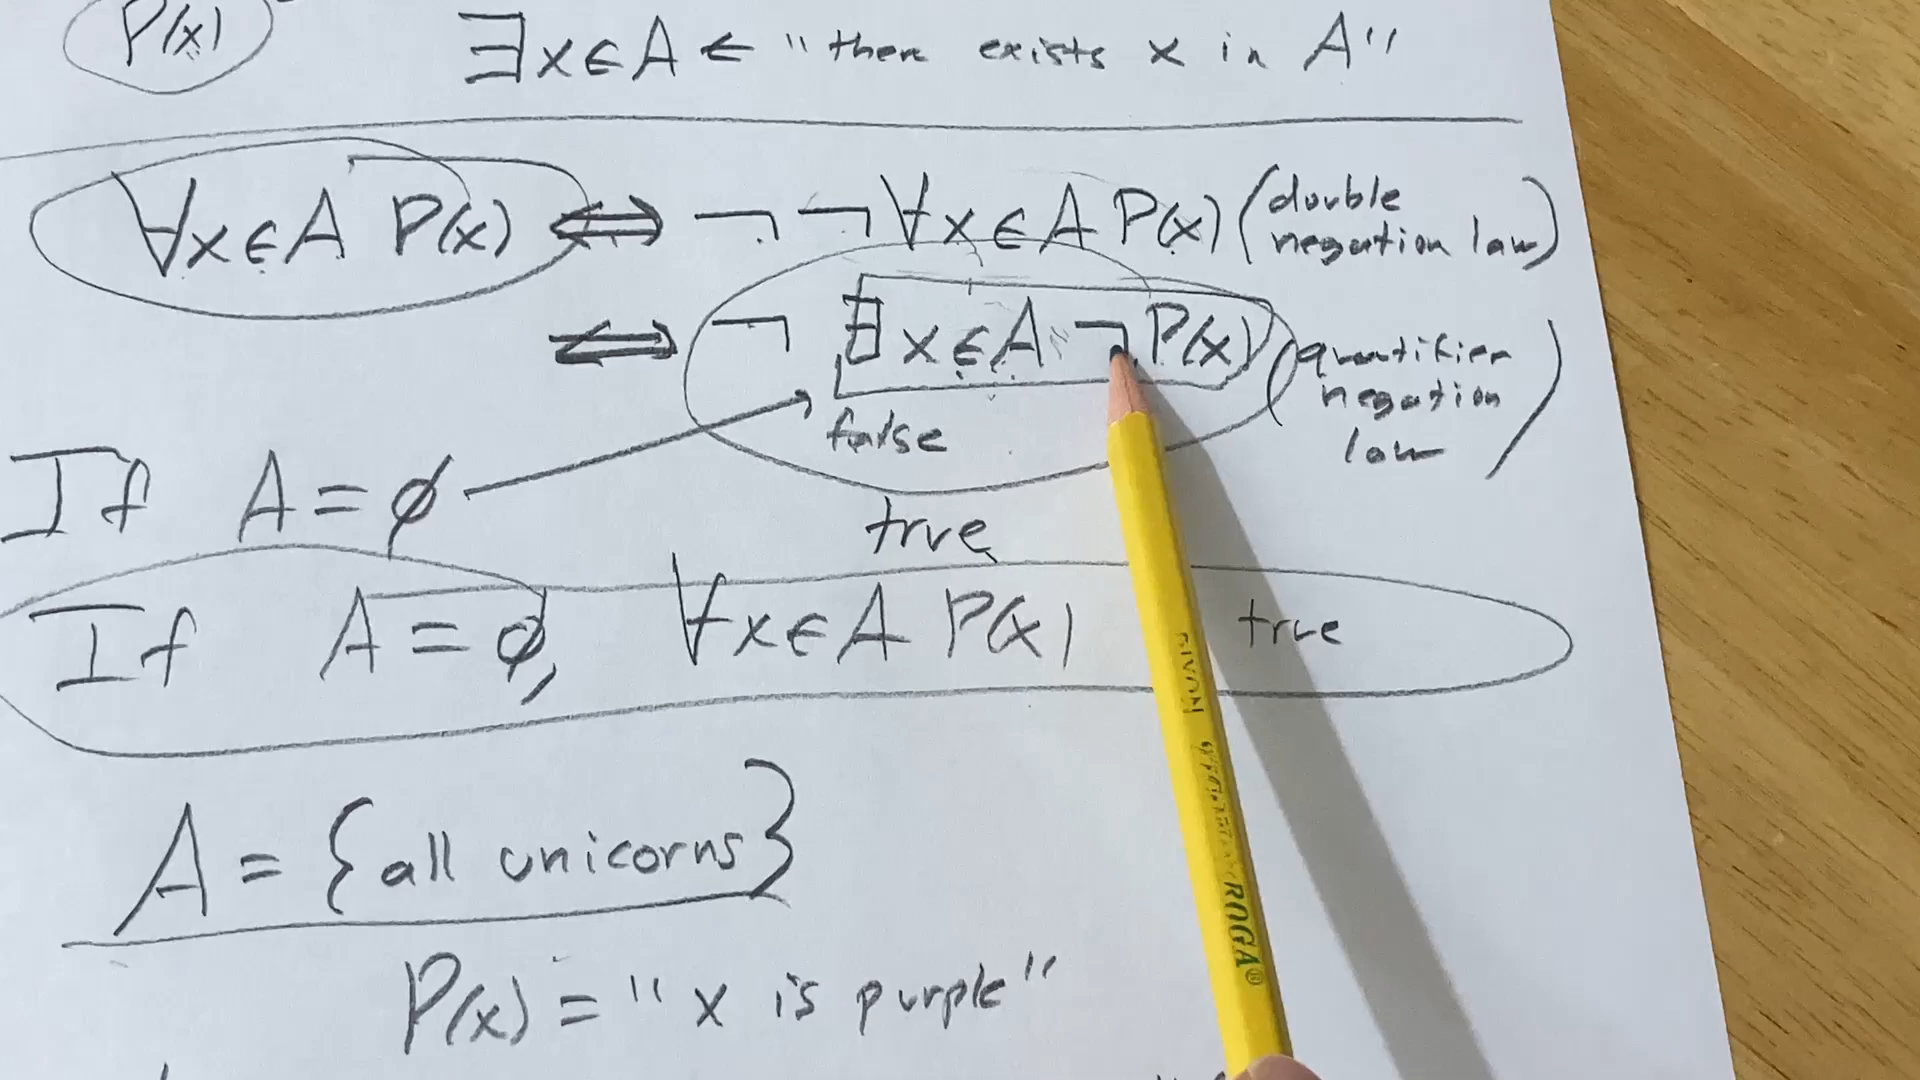 P(x)
∃x∈A ← "there exists x in A"
∀x∈A P(x) ⟺ ¬¬∀x∈A P(x) (double negation law)
⟺ ¬∃x∈A ¬P(x) (quantifier negation law)
false
If A = ∅
true
If A = ∅, ∀x∈A P(x) true
A = {all unicorns}
P(x) = "x is purple"